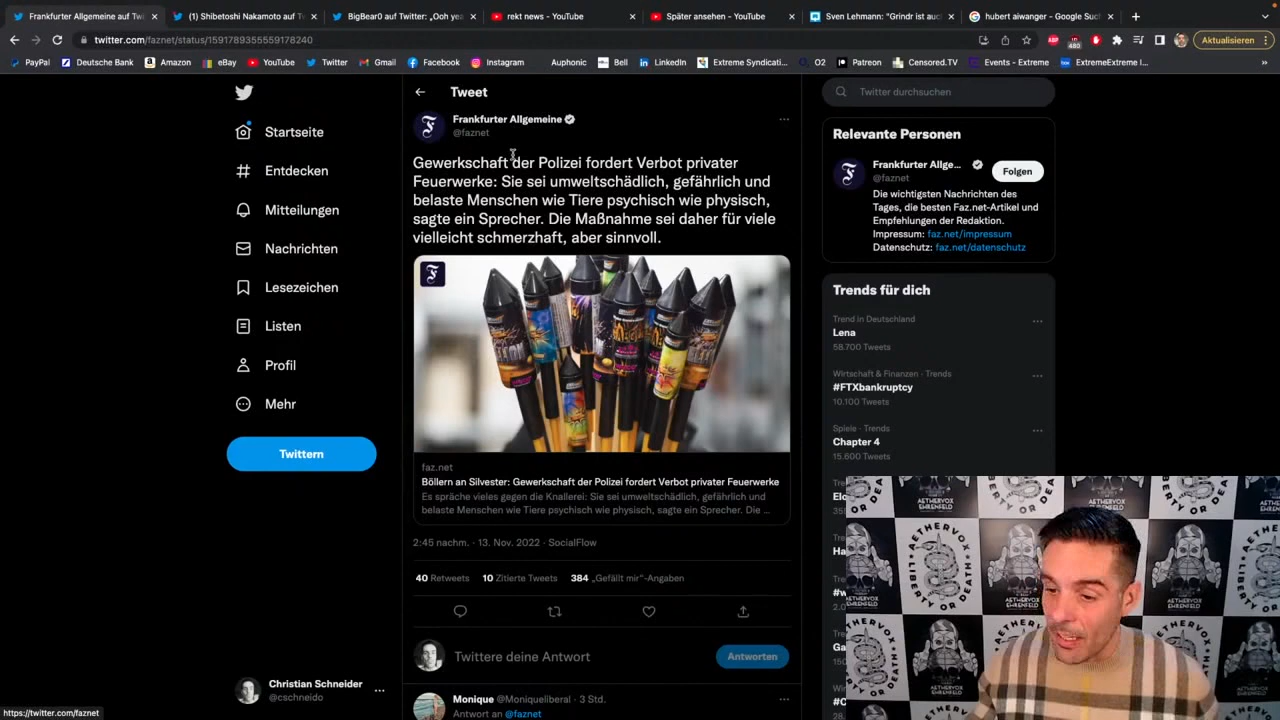 Frankfurter Allgemeine auf Twi
(1) Shibetoshi Nakamoto auf T
BigBear0 auf Twitter: „Ooh yea
rekt news - YouTube
Später ansehen - YouTube
Sven Lehmann: "Grindr ist auc
hubert aiwanger - Google Suc
twitter.com/faznet/status/1591789355559178240
480
Aktualisieren
PayPal
Deutsche Bank
Amazon
eBay
YouTube
Twitter
Gmail
Facebook
Instagram
Auphonic
Bell
LinkedIn
Extreme Syndicati...
O2
Patreon
Censored.TV
Events - Extreme
ExtremeExtreme I...
Startseite
Entdecken
Mitteilungen
Nachrichten
Lesezeichen
Listen
Profil
Mehr
Twittern
Christian Schneider
@cschneido
https://twitter.com/faznet
Tweet
Frankfurter Allgemeine
@faznet
Gewerkschaft der Polizei fordert Verbot privater
Feuerwerke: Sie sei umweltschädlich, gefährlich und
belaste Menschen wie Tiere psychisch wie physisch,
sagte ein Sprecher. Die Maßnahme sei daher für viele
vielleicht schmerzhaft, aber sinnvoll.
faz.net
Böllern an Silvester: Gewerkschaft der Polizei fordert Verbot privater Feuerwerke
Es spräche vieles gegen die Knallerei: Sie sei umweltschädlich, gefährlich und
belaste Menschen wie Tiere psychisch wie physisch, sagte ein Sprecher. Die ...
2:45 nachm. · 13. Nov. 2022 · SocialFlow
40 Retweets 10 Zitierte Tweets 384 „Gefällt mir“-Angaben
Twittere deine Antwort
Antworten
Monique @Moniqueliberal · 3 Std.
Antwort an @faznet
Twitter durchsuchen
Relevante Personen
Frankfurter Allge...
@faznet
Folgen
Die wichtigsten Nachrichten des
Tages, die besten Faz.net-Artikel und
Empfehlungen der Redaktion.
Impressum: faz.net/impressum
Datenschutz: faz.net/datenschutz
Trends für dich
Trend in Deutschland
Lena
58.700 Tweets
Wirtschaft & Finanzen · Trends
#FTXbankruptcy
10.100 Tweets
Spiele · Trends
Chapter 4
15.600 Tweets
LIBERTY OR DEATH
AETHERVOX
EHRENFELD